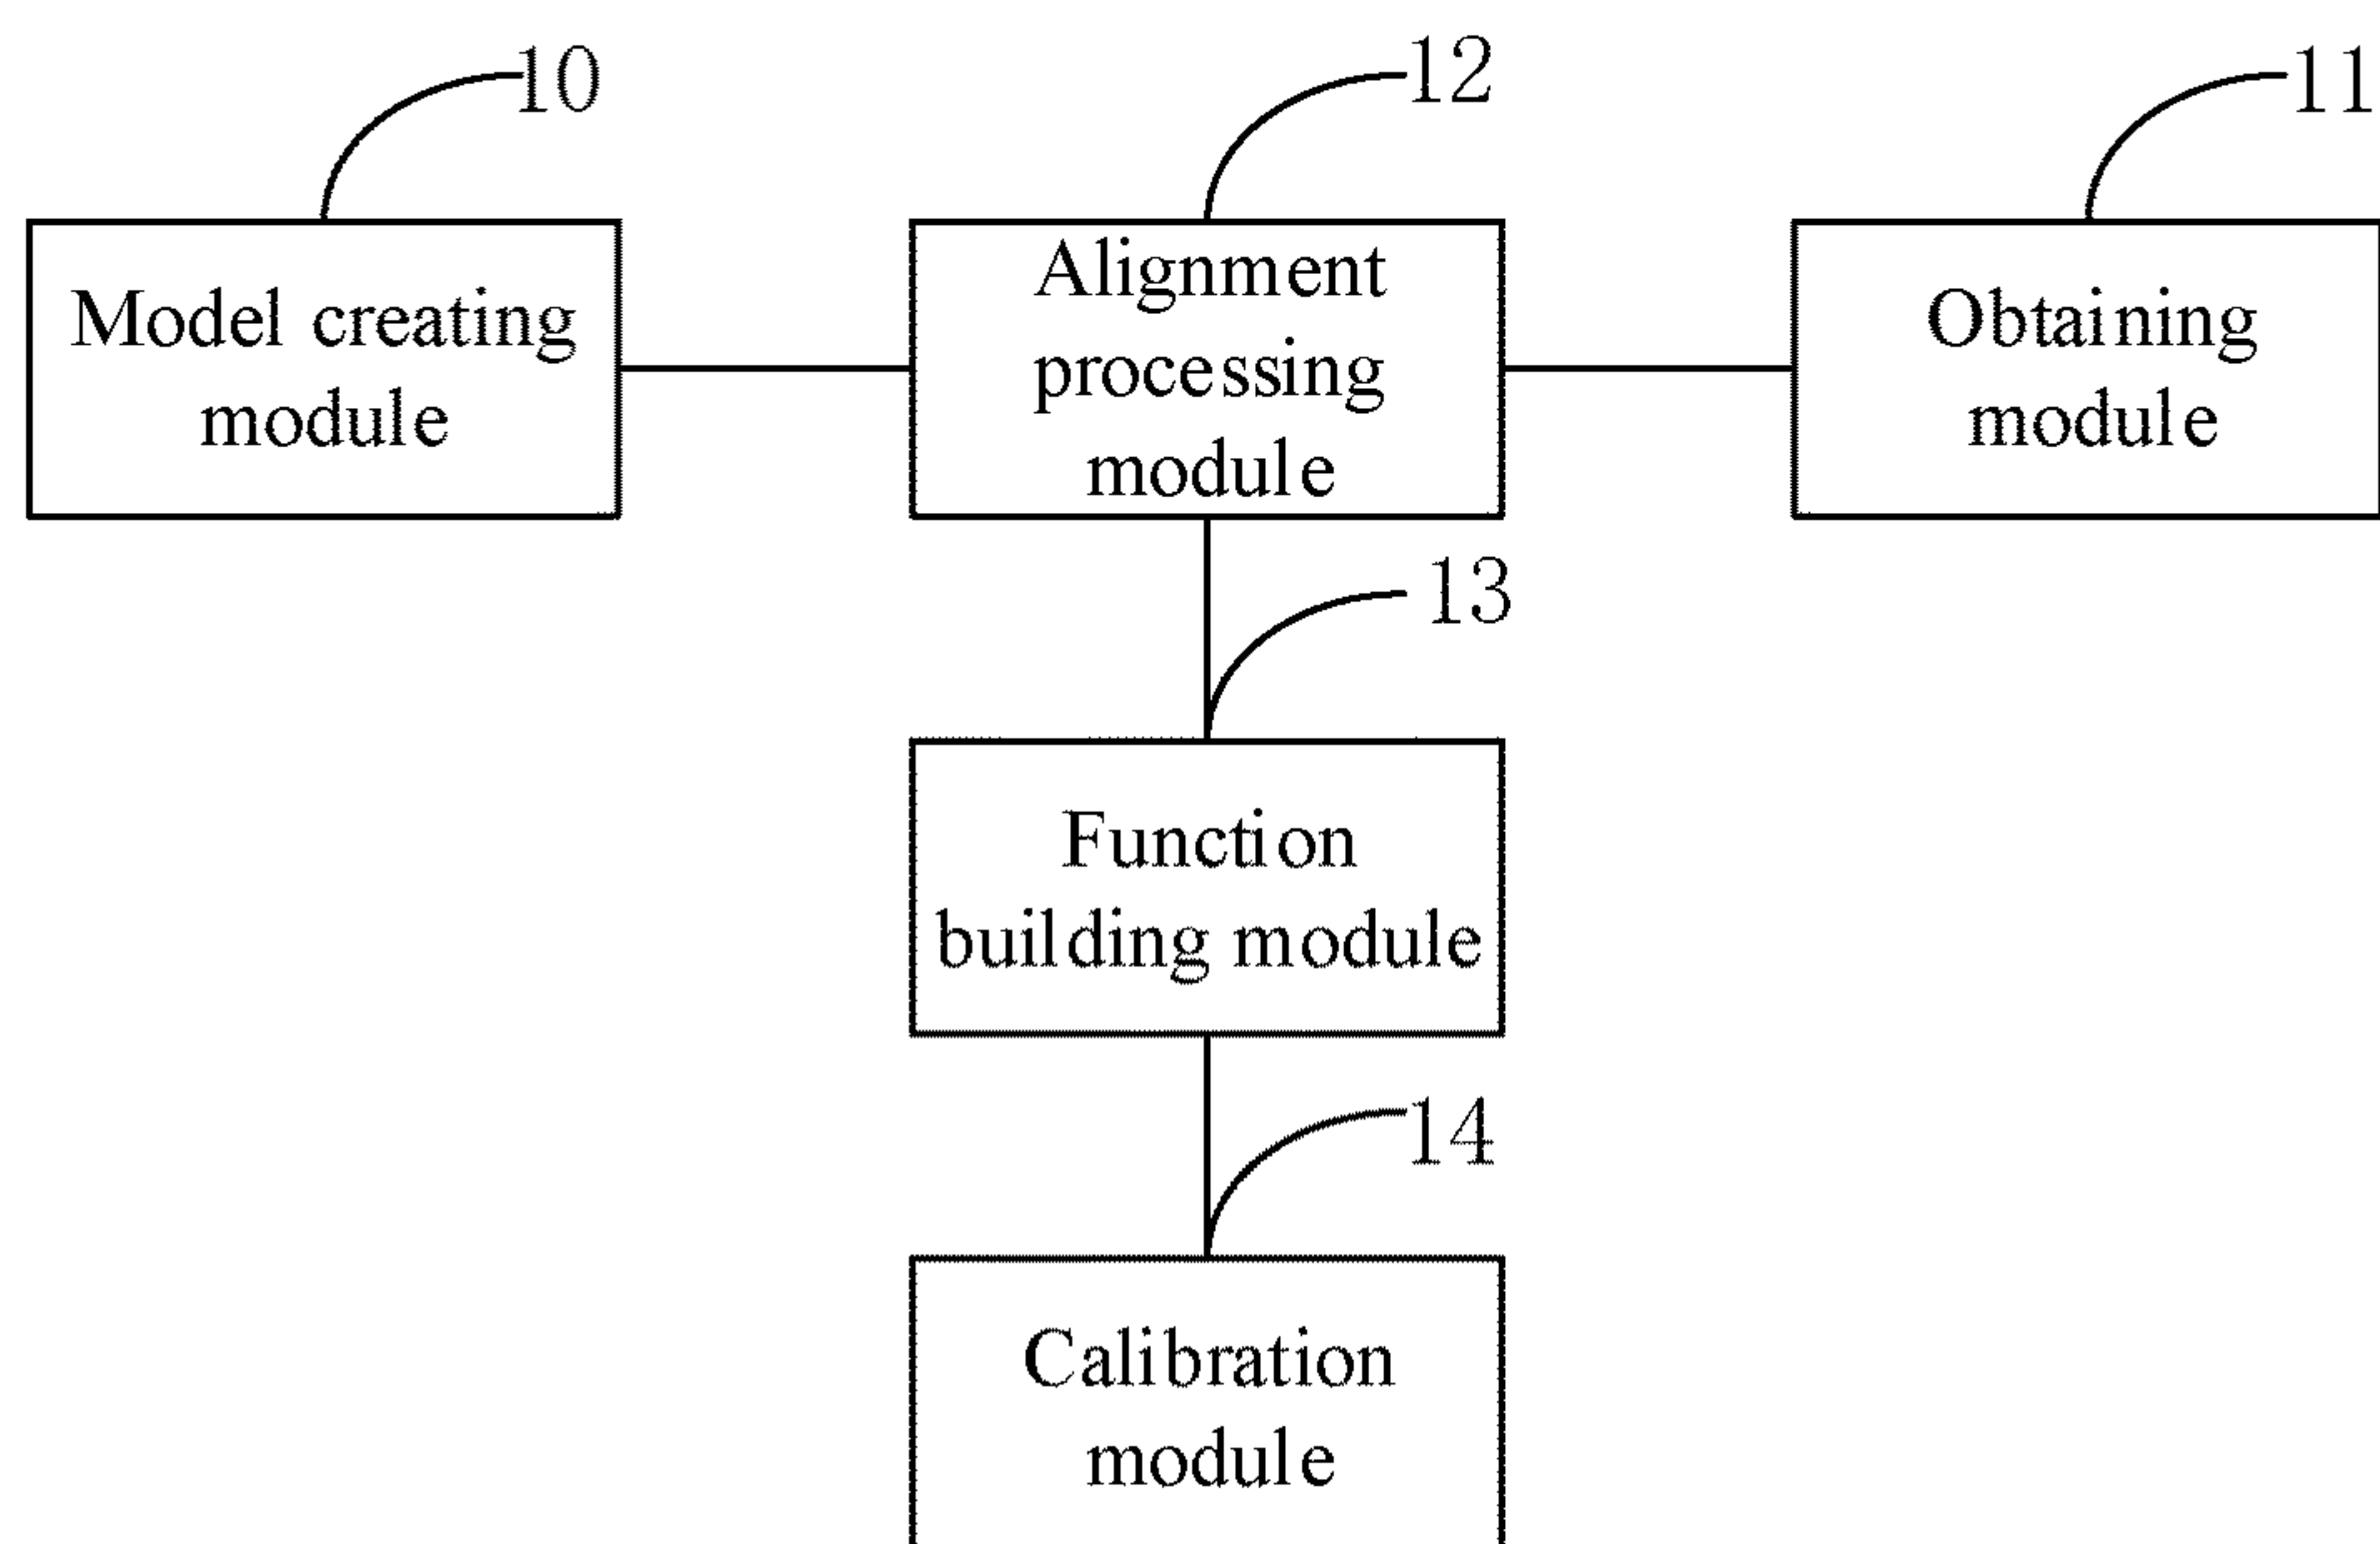 10
12
11
Model creating
module
Alignment
processing
module
Obtaining
module
13
Function
building module
14
Calibration
module